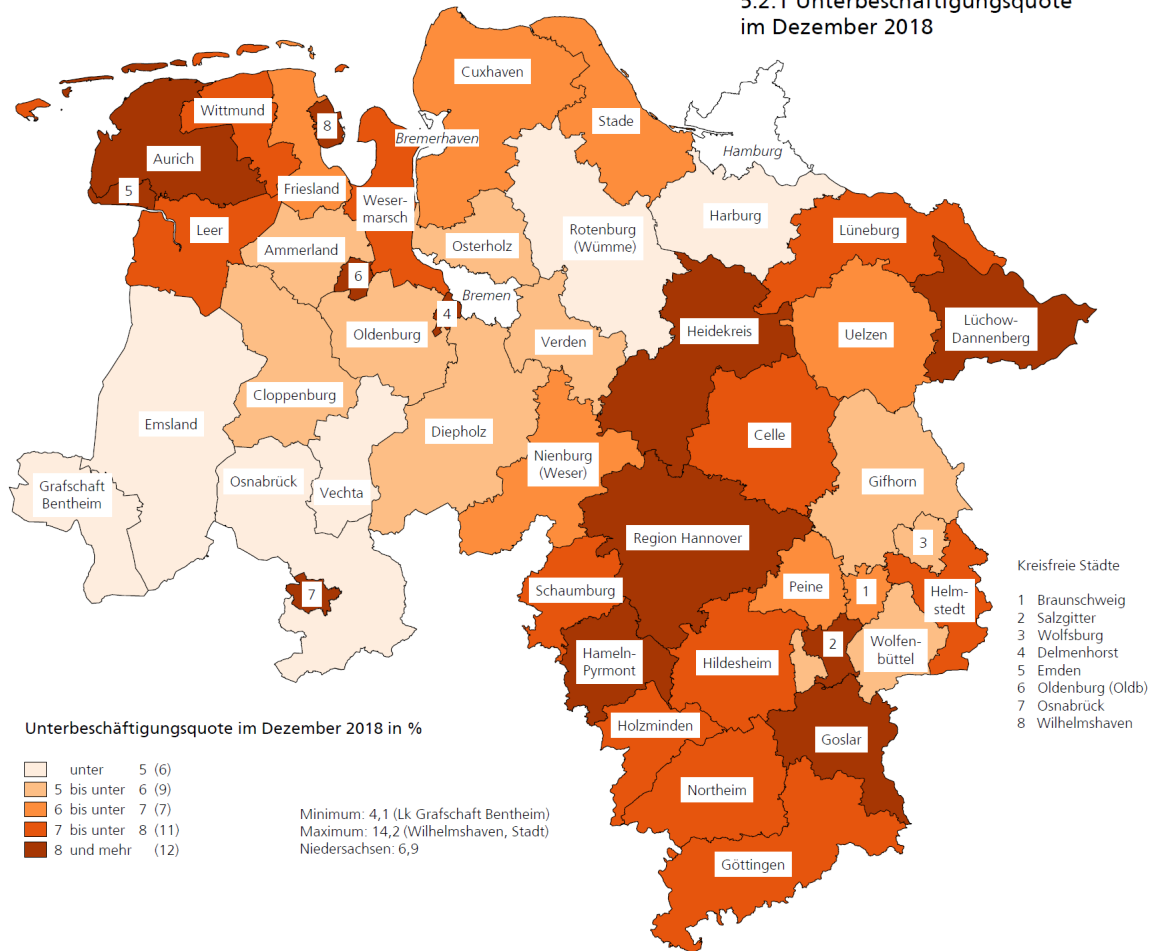 5.2.1 Unterbeschäftigungsquote
im Dezember 2018
Cuxhaven
Wittmund
Stade
8
Bremerhaven
Hamburg
Aurich
5
Friesland
Weser-
marsch
Harburg
Leer
Rotenburg
(Wümme)
Lüneburg
Ammerland
Osterholz
6
Bremen
4
Heidekreis
Lüchow-
Dannenberg
Oldenburg
Verden
Uelzen
Cloppenburg
Emsland
Diepholz
Celle
Nienburg
(Weser)
Grafschaft
Bentheim
Osnabrück
Vechta
Gifhorn
Region Hannover
3
7
Schaumburg
Peine
1
Helm-
stedt
Hameln-
Pyrmont
Hildesheim
2
Wolfen-
büttel
Holzminden
Goslar
Northeim
Göttingen
Kreisfreie Städte
1 Braunschweig
2 Salzgitter
3 Wolfsburg
4 Delmenhorst
5 Emden
6 Oldenburg (Oldb)
7 Osnabrück
8 Wilhelmshaven
Unterbeschäftigungsquote im Dezember 2018 in %
unter 5 (6)
5 bis unter 6 (9)
6 bis unter 7 (7)
7 bis unter 8 (11)
8 und mehr (12)
Minimum: 4,1 (Lk Grafschaft Bentheim)
Maximum: 14,2 (Wilhelmshaven, Stadt)
Niedersachsen: 6,9